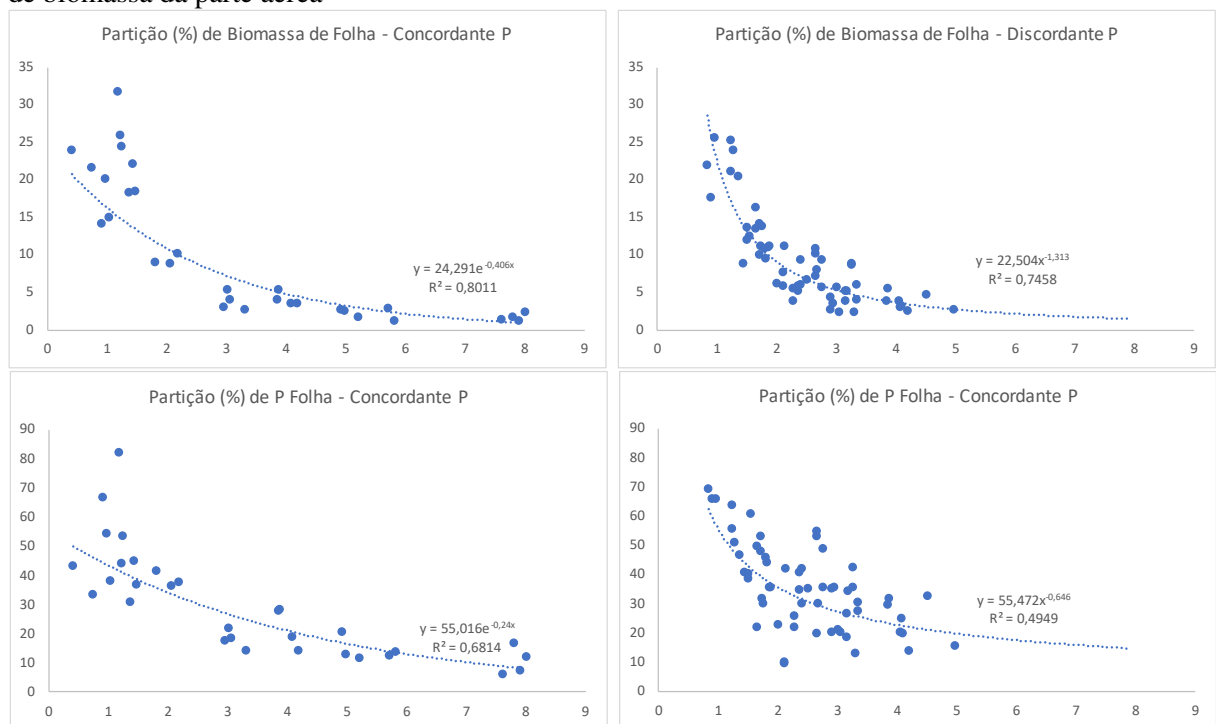 de biomassa da parte aérea
Partição (%) de Biomassa de Folha - Concordante P
35
30
25
20
15
10
5
0
0 1 2 3 4 5 6 7 8 9
y = 24,291e^-0,406x
R² = 0,8011
Partição (%) de Biomassa de Folha - Discordante P
35
30
25
20
15
10
5
0
0 1 2 3 4 5 6 7 8 9
y = 22,504x^-1,313
R² = 0,7458
Partição (%) de P Folha - Concordante P
90
80
70
60
50
40
30
20
10
0
0 1 2 3 4 5 6 7 8 9
y = 55,016e^-0,24x
R² = 0,6814
Partição (%) de P Folha - Concordante P
90
80
70
60
50
40
30
20
10
0
0 1 2 3 4 5 6 7 8 9
y = 55,472x^-0,646
R² = 0,4949